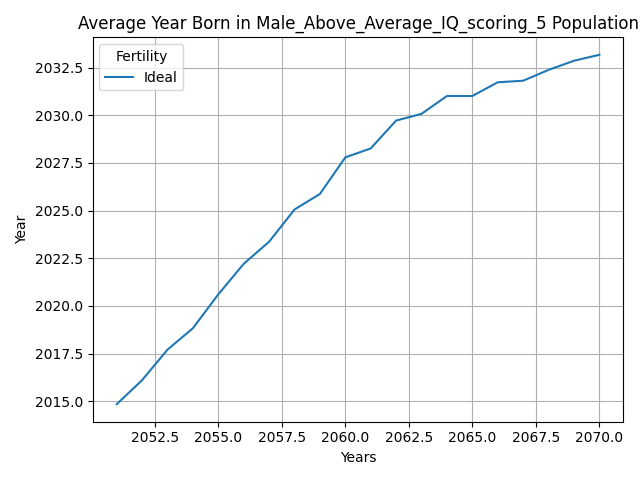 Average Year Born in Male_Above_Average_IQ_scoring_5 Population
Fertility
Ideal
Year
2032.5
2030.0
2027.5
2025.0
2022.5
2020.0
2017.5
2015.0
2052.5 2055.0 2057.5 2060.0 2062.5 2065.0 2067.5 2070.0
Years